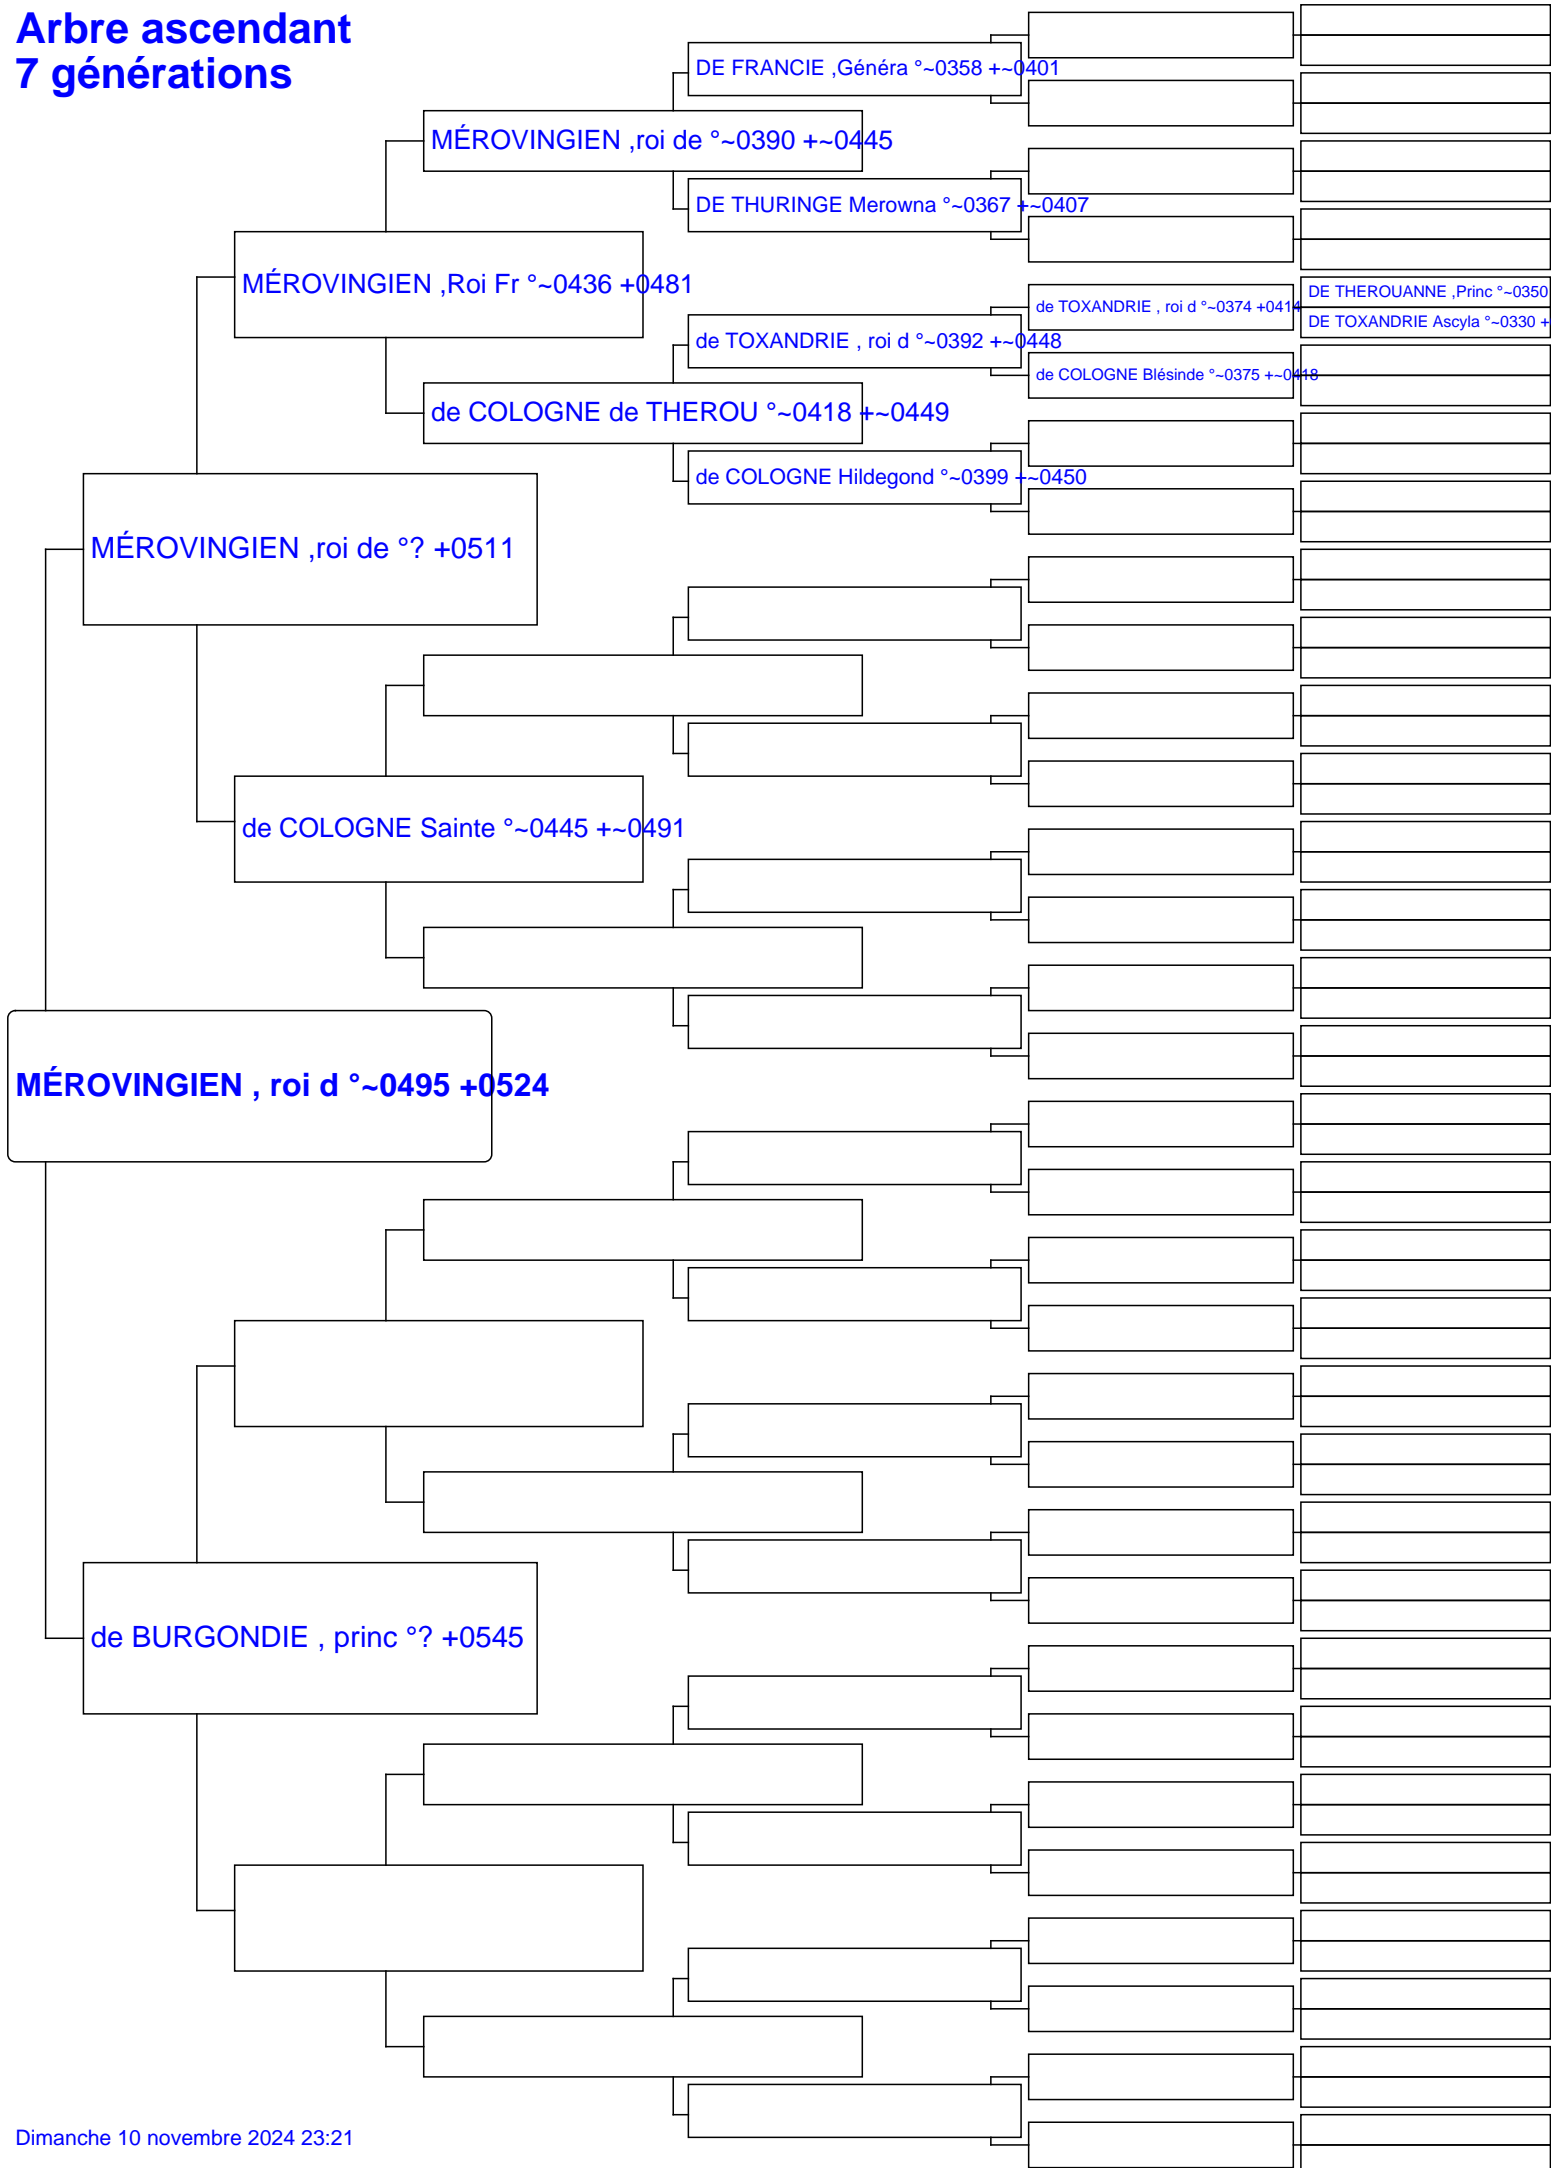 Arbre ascendant
7 générations
DE FRANCIE ,Généra °~0358 +~0401
MÉROVINGIEN ,roi de °~0390 +~0445
DE THURINGE Merowna °~0367 +~0407
MÉROVINGIEN ,Roi Fr °~0436 +0481
DE THEROUANNE ,Princ °~0350
de TOXANDRIE , roi d °~0374 +0414
DE TOXANDRIE Ascyla °~0330 +
de TOXANDRIE , roi d °~0392 +~0448
de COLOGNE Blésinde °~0375 +~0418
de COLOGNE de THEROU °~0418 +~0449
de COLOGNE Hildegond °~0399 +~0450
MÉROVINGIEN ,roi de °? +0511
de COLOGNE Sainte °~0445 +~0491
MÉROVINGIEN , roi d °~0495 +0524
de BURGONDIE , princ °? +0545
Dimanche 10 novembre 2024 23:21